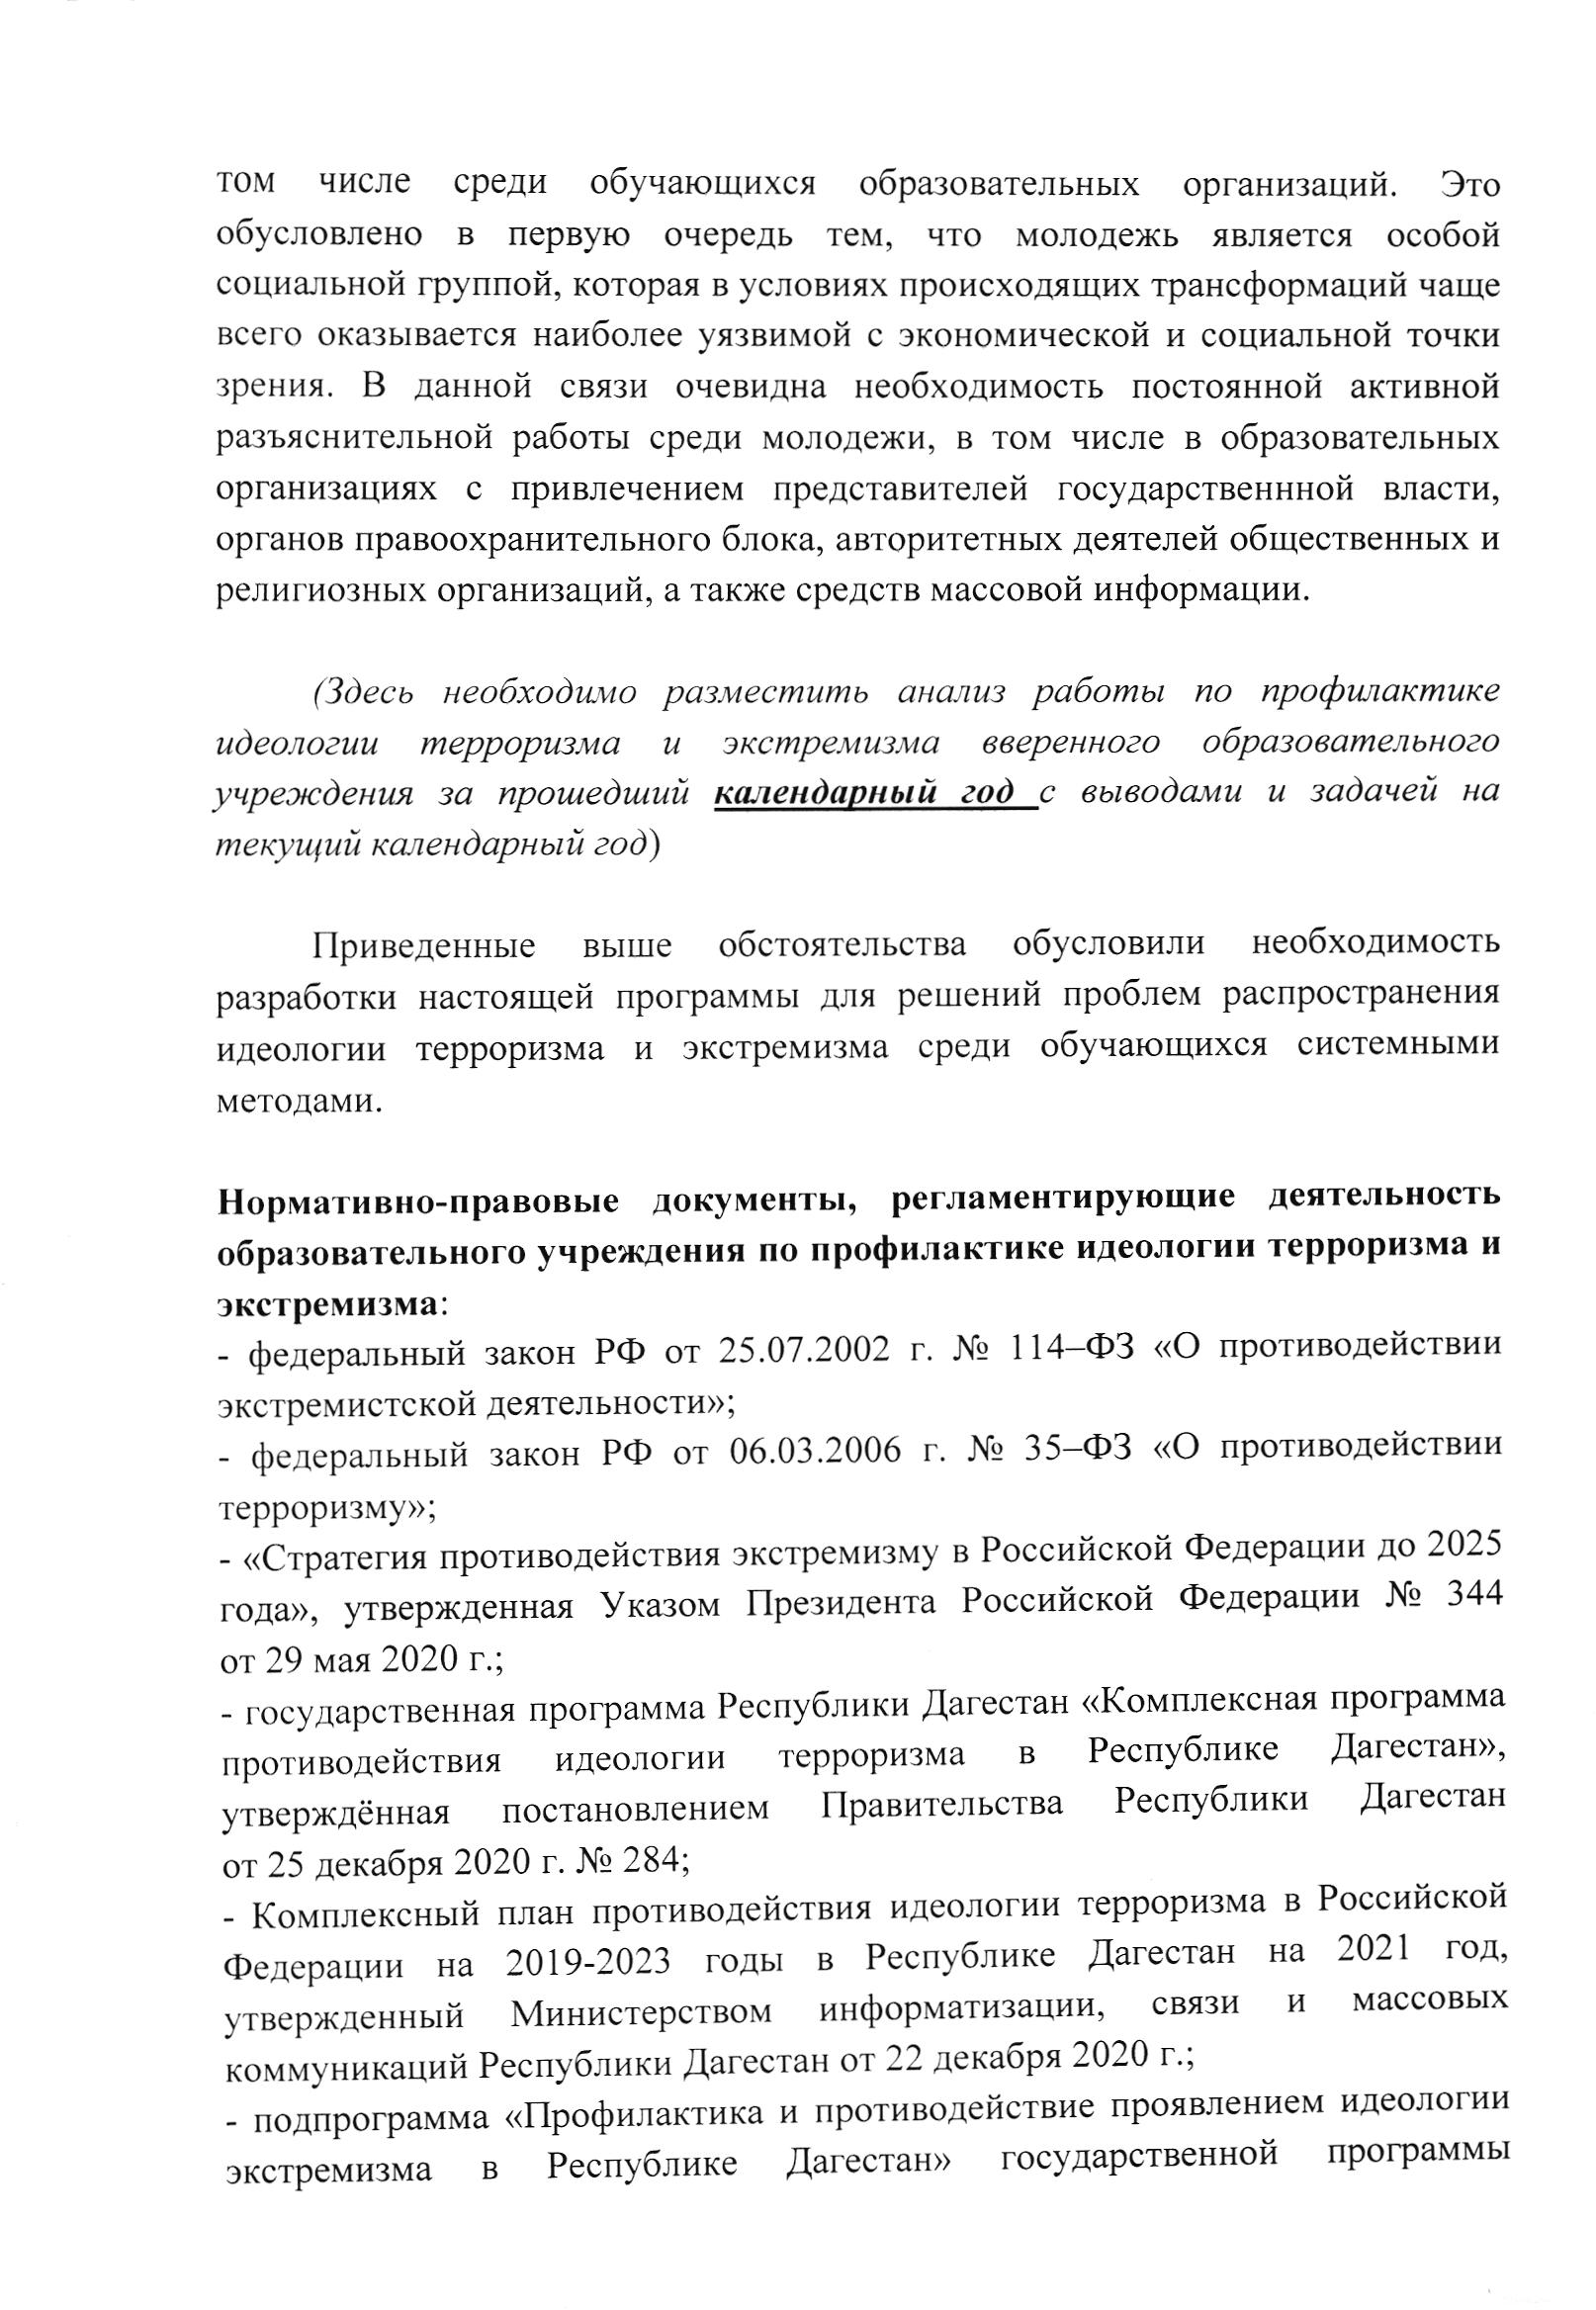 том числе среди обучающихся образовательных организаций. Это
обусловлено в первую очередь тем, что молодежь является особой
социальной группой, которая в условиях происходящих трансформаций чаще
всего оказывается наиболее уязвимой с экономической и социальной точки
зрения. В данной связи очевидна необходимость постоянной активной
разъяснительной работы среди молодежи, в том числе в образовательных
организациях с привлечением представителей государственнной власти,
органов правоохранительного блока, авторитетных деятелей общественных и
религиозных организаций, а также средств массовой информации.
(Здесь необходимо разместить анализ работы по профилактике
идеологии терроризма и экстремизма вверенного образовательного
учреждения за прошедший календарный год с выводами и задачей на
текущий календарный год)
Приведенные выше обстоятельства обусловили необходимость
разработки настоящей программы для решений проблем распространения
идеологии терроризма и экстремизма среди обучающихся системными
методами.
Нормативно-правовые документы, регламентирующие деятельность
образовательного учреждения по профилактике идеологии терроризма и
экстремизма:
- федеральный закон РФ от 25.07.2002 г. № 114–ФЗ «О противодействии
экстремистской деятельности»;
- федеральный закон РФ от 06.03.2006 г. № 35–ФЗ «О противодействии
терроризму»;
- «Стратегия противодействия экстремизму в Российской Федерации до 2025
года», утвержденная Указом Президента Российской Федерации № 344
от 29 мая 2020 г.;
- государственная программа Республики Дагестан «Комплексная программа
противодействия идеологии терроризма в Республике Дагестан»,
утверждённая постановлением Правительства Республики Дагестан
от 25 декабря 2020 г. № 284;
- Комплексный план противодействия идеологии терроризма в Российской
Федерации на 2019-2023 годы в Республике Дагестан на 2021 год,
утвержденный Министерством информатизации, связи и массовых
коммуникаций Республики Дагестан от 22 декабря 2020 г.;
- подпрограмма «Профилактика и противодействие проявлением идеологии
экстремизма в Республике Дагестан» государственной программы